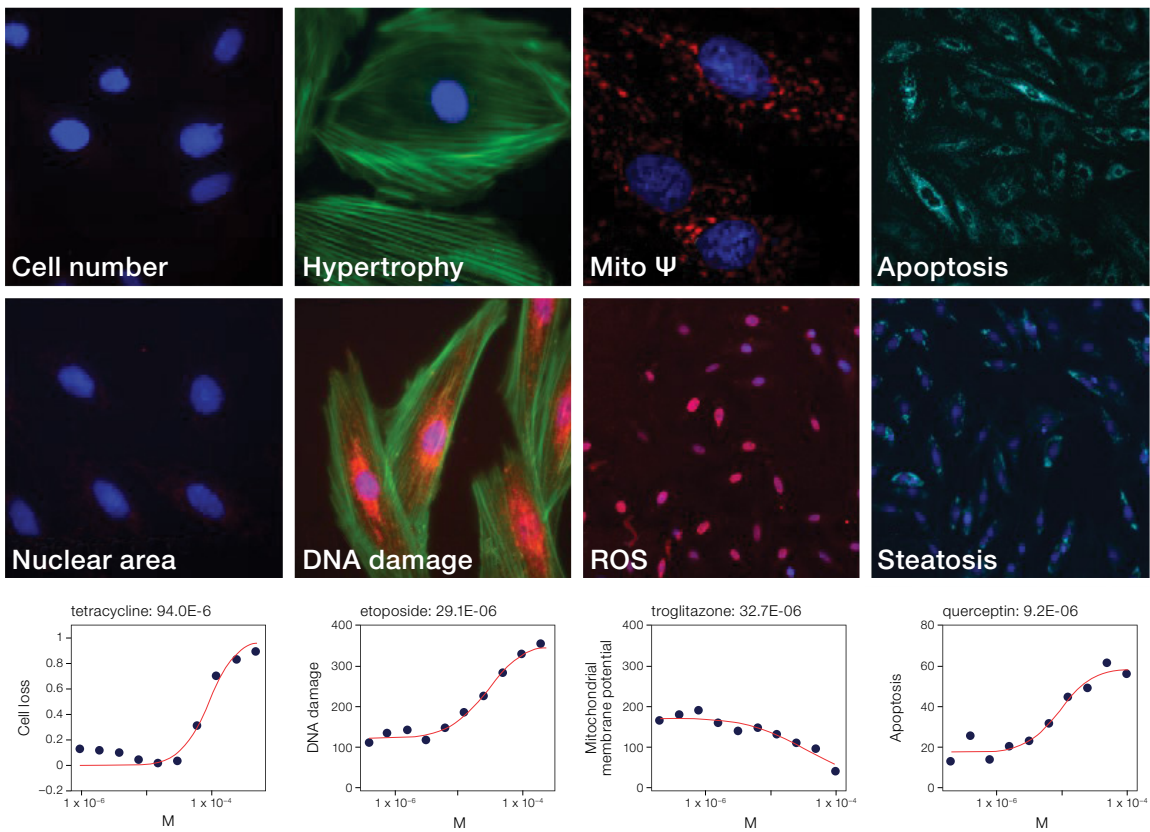 Cell number
Hypertrophy
Mito Ψ
Apoptosis
Nuclear area
DNA damage
ROS
Steatosis
tetracycline: 94.0E-6
Cell loss
1
0.8
0.6
0.4
0.2
0
−0.2
1 x 10⁻⁶
1 x 10⁻⁴
M
etoposide: 29.1E-06
DNA damage
400
300
200
100
0
1 x 10⁻⁶
1 x 10⁻⁴
M
troglitazone: 32.7E-06
Mitochondrial
membrane potential
400
300
200
100
0
1 x 10⁻⁶
1 x 10⁻⁴
M
querceptin: 9.2E-06
Apoptosis
80
60
40
20
0
1 x 10⁻⁶
1 x 10⁻⁴
M